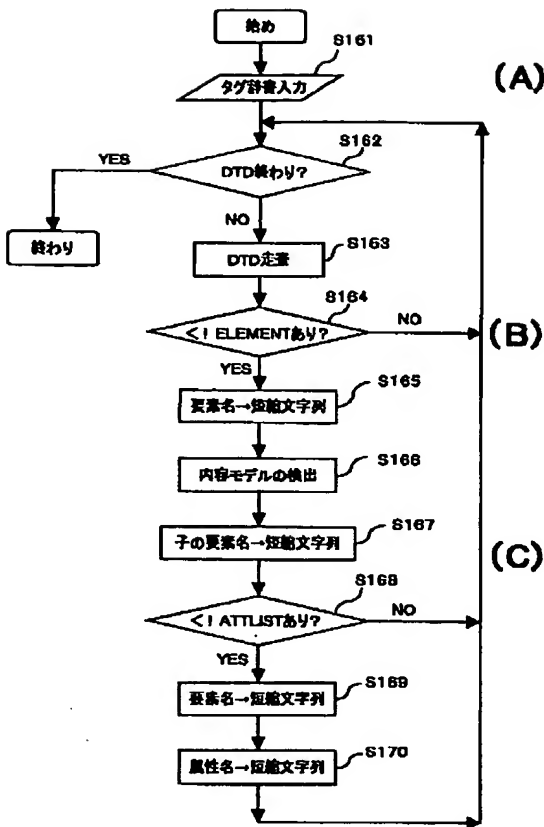 始め
S161
タグ辞書入力
(A)
S162
YES
DTD終わり?
NO
終わり
S163
DTD走査
S164
<!ELEMENTあり?
NO
(B)
YES
S165
要素名→短縮文字列
S166
内容モデルの検出
S167
子の要素名→短縮文字列
(C)
S168
<!ATTLISTあり?
NO
YES
S169
要素名→短縮文字列
S170
属性名→短縮文字列